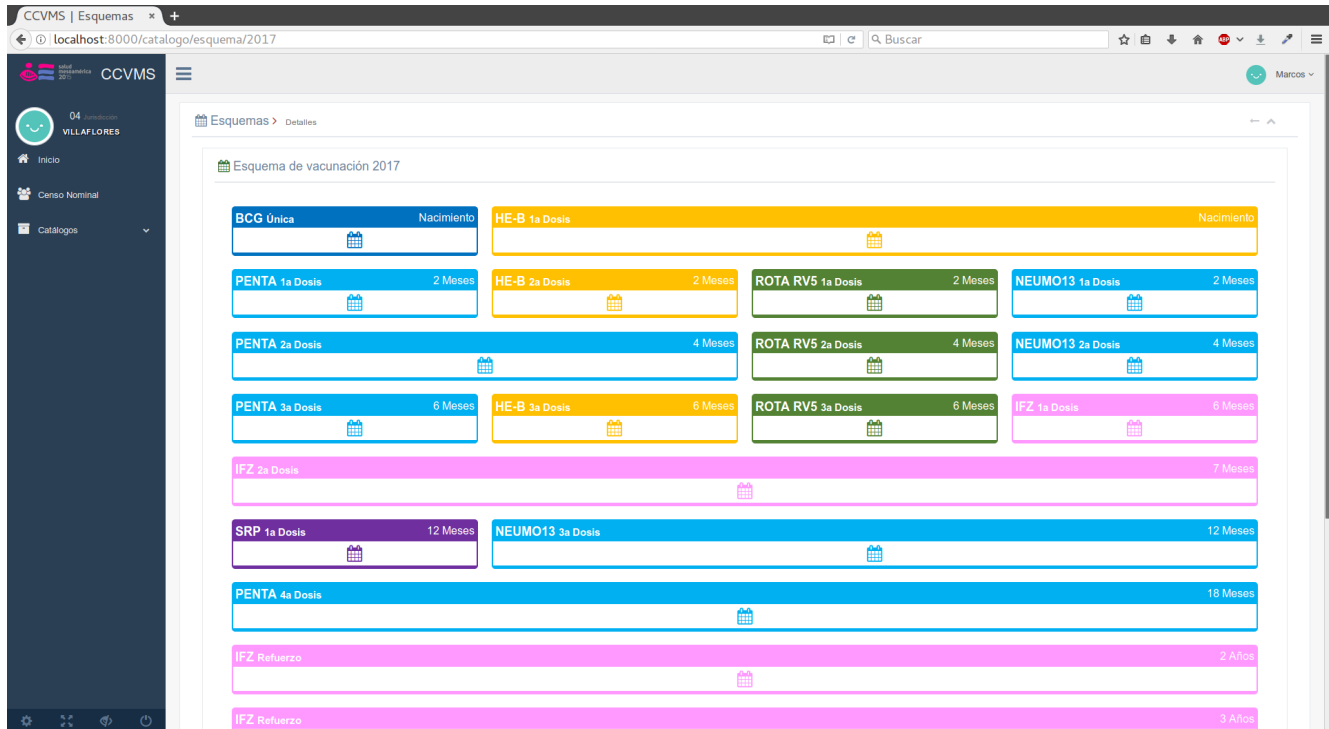 CCVMS | Esquemas × +
localhost:8000/catalogo/esquema/2017 Buscar
salud mesoamérica 2015 CCVMS Marcos
04 Jurisdicción
VILLAFLORES
Inicio
Censo Nominal
Catálogos
Esquemas > Detalles
Esquema de vacunación 2017
BCG Única Nacimiento HE-B 1a Dosis Nacimiento
PENTA 1a Dosis 2 Meses HE-B 2a Dosis 2 Meses ROTA RV5 1a Dosis 2 Meses NEUMO13 1a Dosis 2 Meses
PENTA 2a Dosis 4 Meses ROTA RV5 2a Dosis 4 Meses NEUMO13 2a Dosis 4 Meses
PENTA 3a Dosis 6 Meses HE-B 3a Dosis 6 Meses ROTA RV5 3a Dosis 6 Meses IFZ 1a Dosis 6 Meses
IFZ 2a Dosis 7 Meses
SRP 1a Dosis 12 Meses NEUMO13 3a Dosis 12 Meses
PENTA 4a Dosis 18 Meses
IFZ Refuerzo 2 Años
IFZ Refuerzo 3 Años